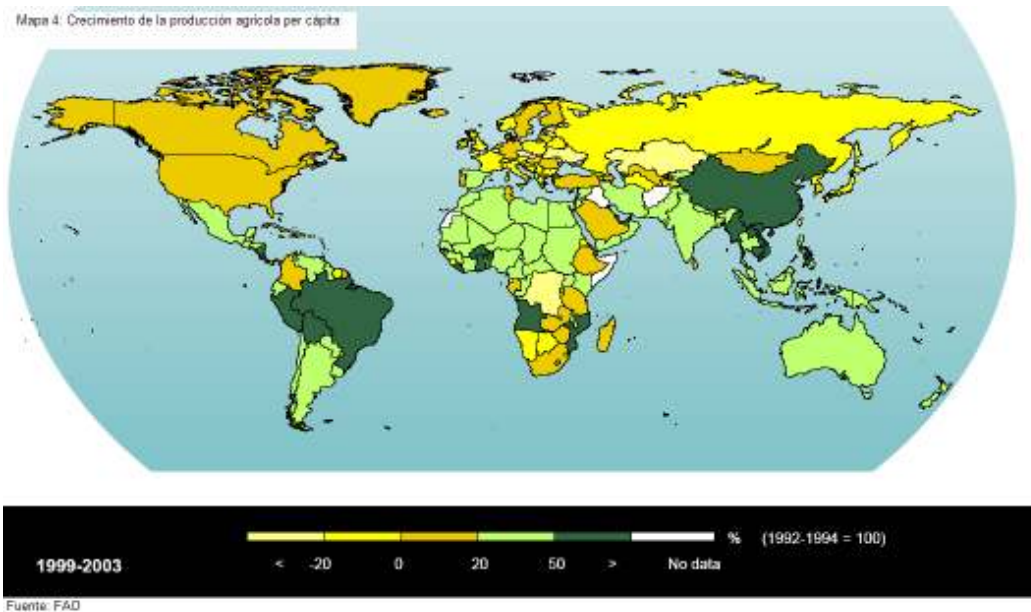 Mapa 4: Crecimiento de la producción agrícola per cápita
% (1992-1994 = 100)
1999-2003 < -20 0 20 50 > No data
Fuente: FAO